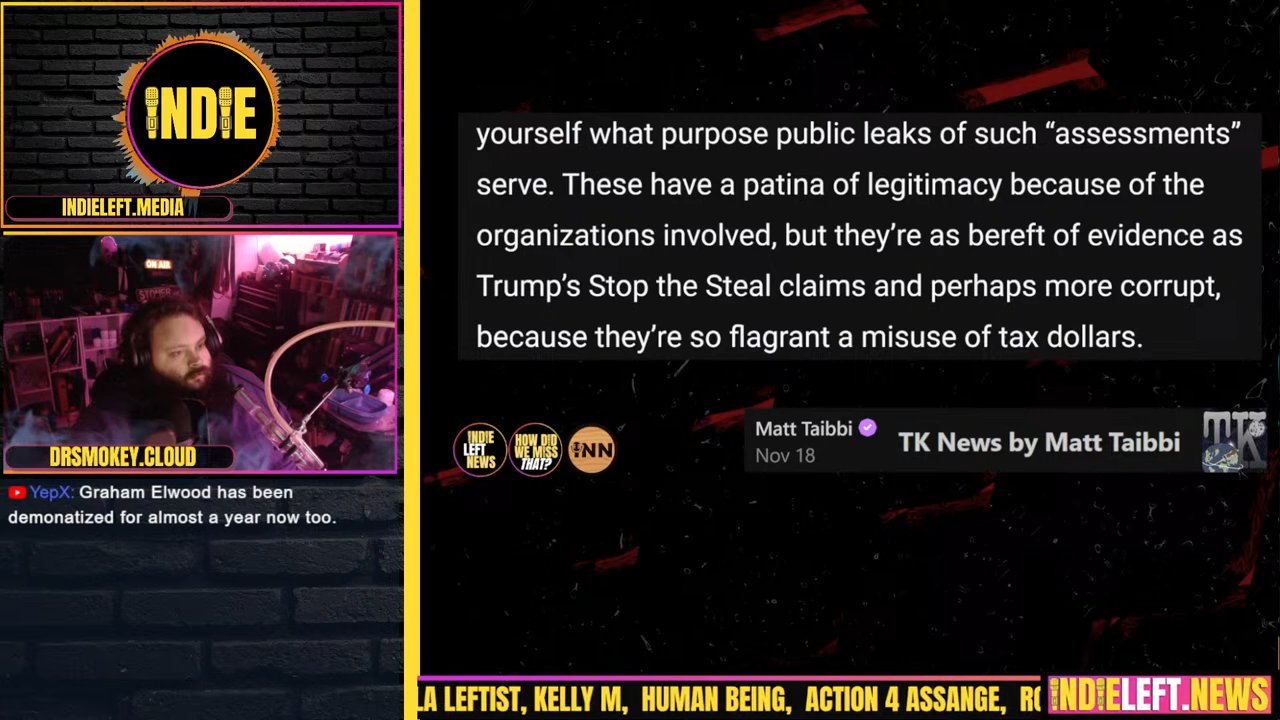 INDIE
INDIELEFT.MEDIA
ON AIR
STONER
DRSMOKEY.CLOUD
YepX: Graham Elwood has been
demonatized for almost a year now too.
yourself what purpose public leaks of such “assessments”
serve. These have a patina of legitimacy because of the
organizations involved, but they’re as bereft of evidence as
Trump’s Stop the Steal claims and perhaps more corrupt,
because they’re so flagrant a misuse of tax dollars.
INDIE
LEFT
NEWS
HOW DID
WE MISS
THAT?
INN
Matt Taibbi
Nov 18
TK News by Matt Taibbi
TK
LA LEFTIST, KELLY M, HUMAN BEING, ACTION 4 ASSANGE,
INDIELEFT.NEWS